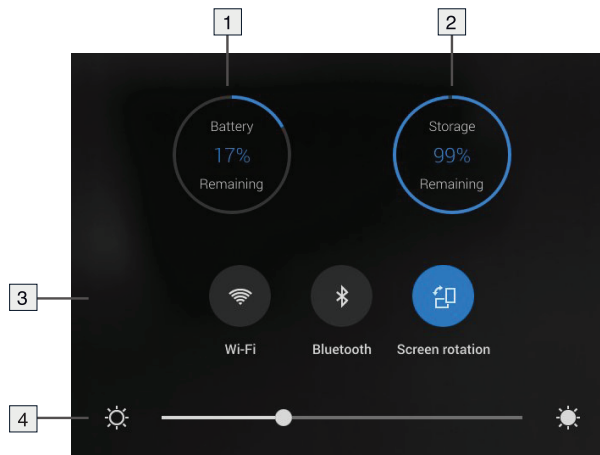 1
2
Battery
17%
Remaining
Storage
99%
Remaining
3
Wi-Fi
Bluetooth
Screen rotation
4